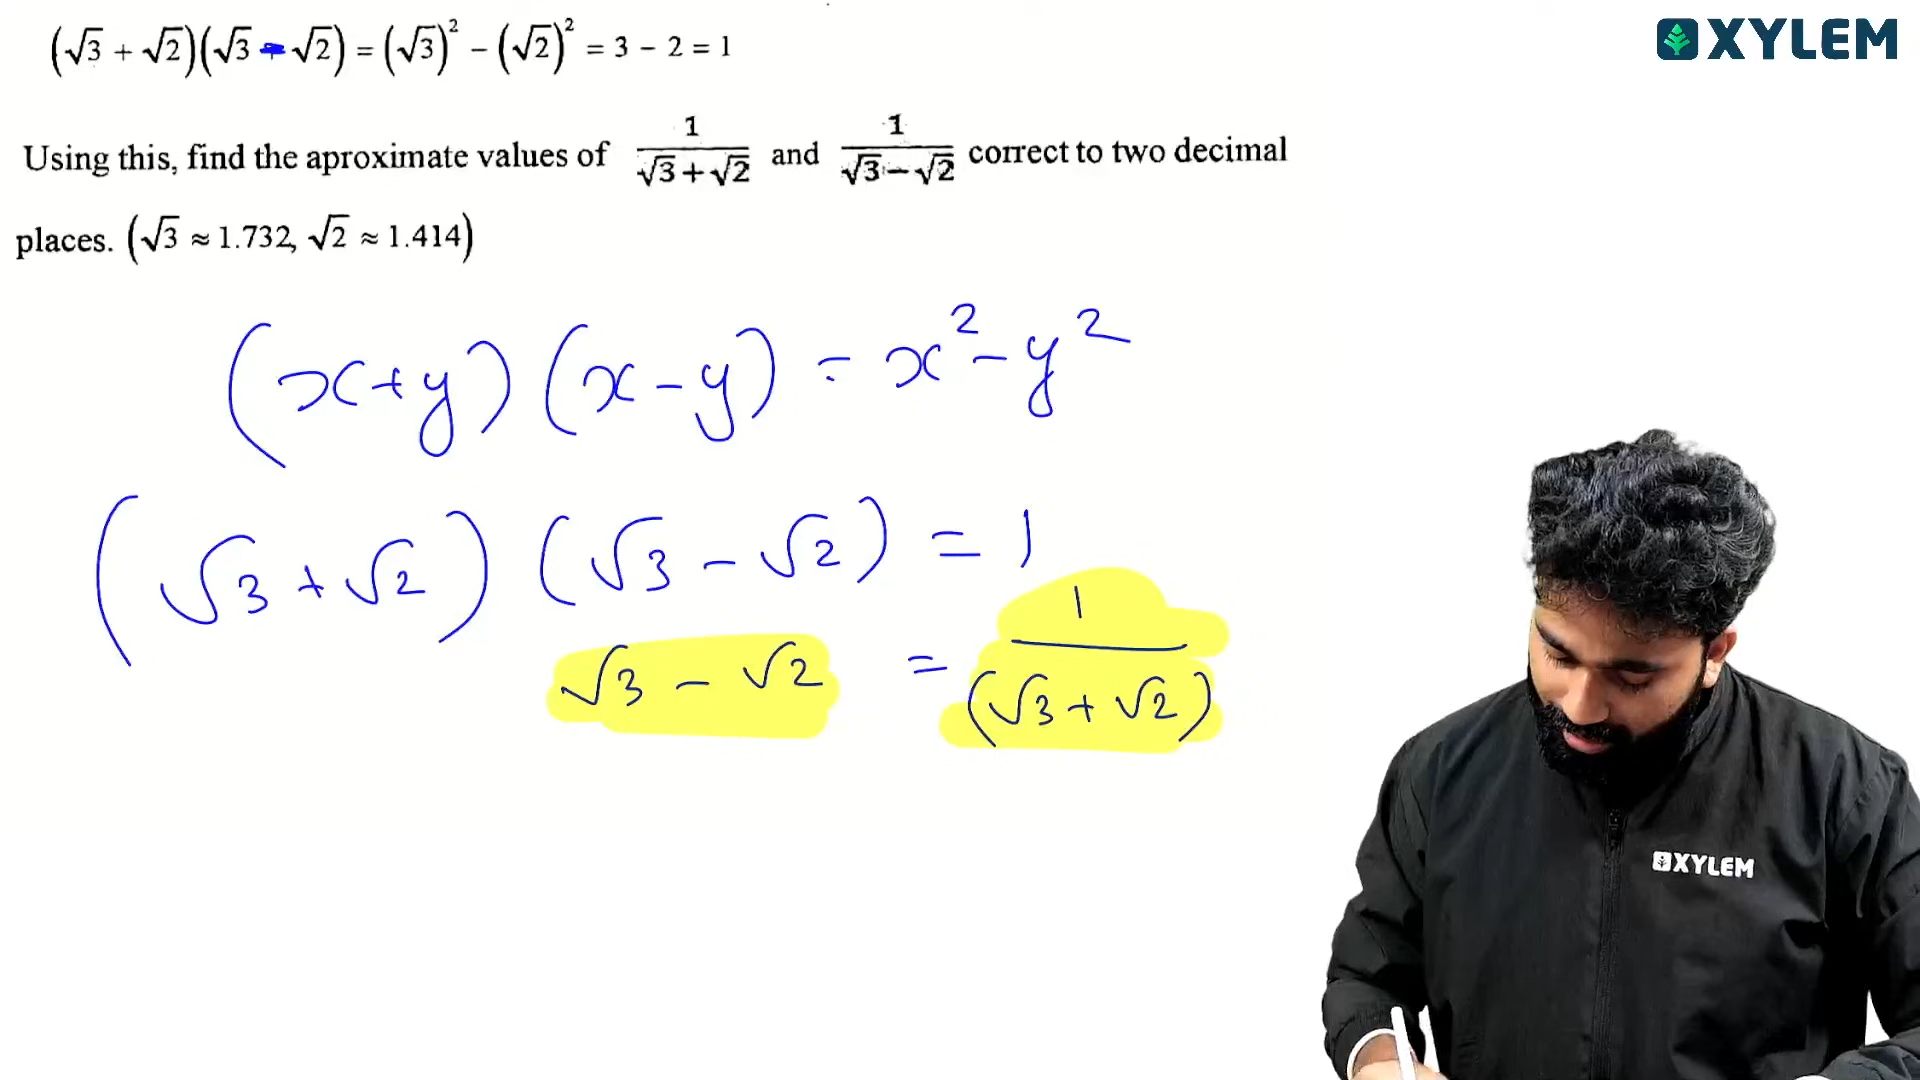 (√3 + √2)(√3 - √2) = (√3)² − (√2)² = 3 − 2 = 1
XYLEM
Using this, find the aproximate values of 1/(√3+√2) and 1/(√3−√2) correct to two decimal
places. (√3 ≈ 1.732, √2 ≈ 1.414)
(x+y) (x-y) = x² - y²
(√3 + √2) (√3 - √2) = 1
√3 - √2 = 1/(√3 + √2)
XYLEM